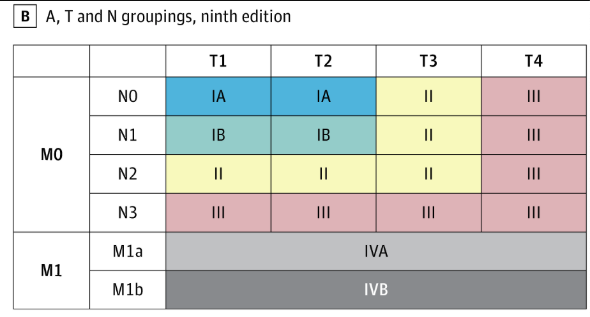 B A, T and N groupings, ninth edition
T1 T2 T3 T4
M0
N0 IA IA II III
N1 IB IB II III
N2 II II II III
N3 III III III III
M1
M1a IVA
M1b IVB